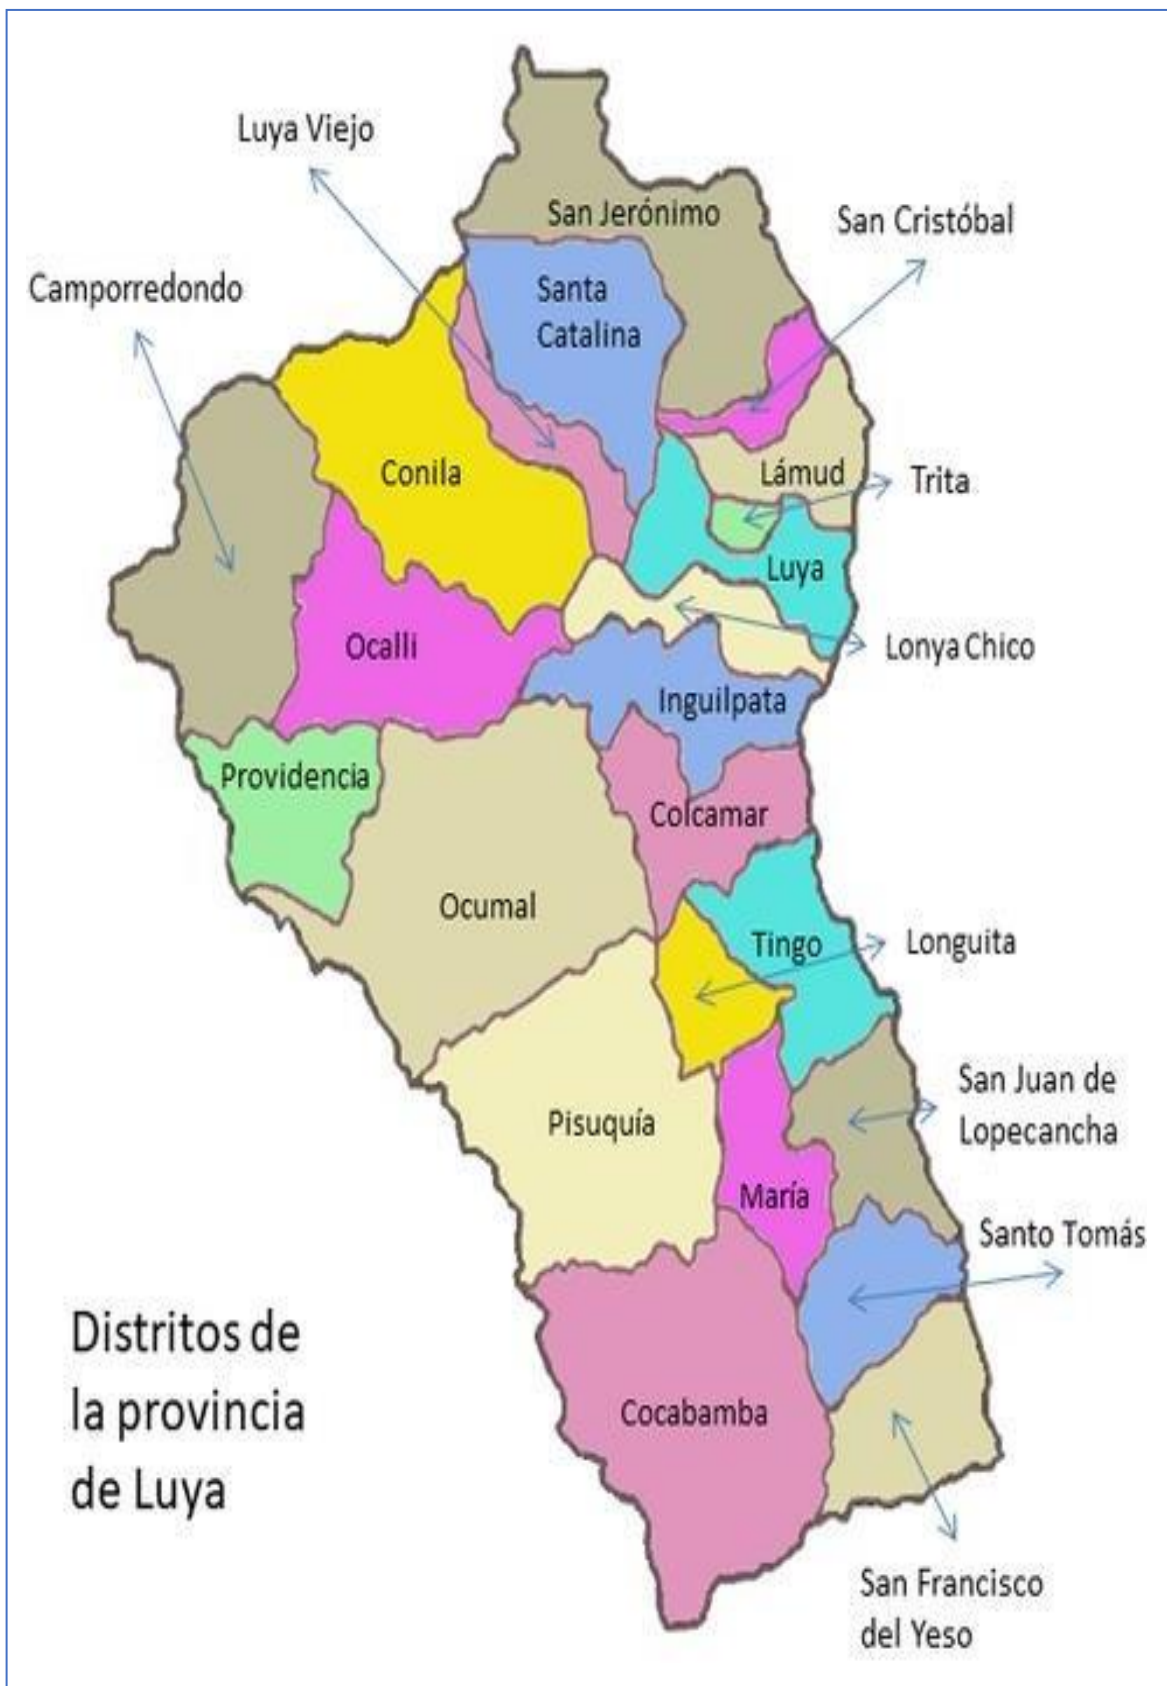 Luya Viejo
San Jerónimo
San Cristóbal
Camporredondo
Santa
Catalina
Conila
Lámud
Trita
Luya
Ocalli
Lonya Chico
Inguilpata
Providencia
Colcamar
Ocumal
Tingo
Longuita
San Juan de
Lopecancha
Pisuquía
María
Santo Tomás
Distritos de
la provincia
de Luya
Cocabamba
San Francisco
del Yeso